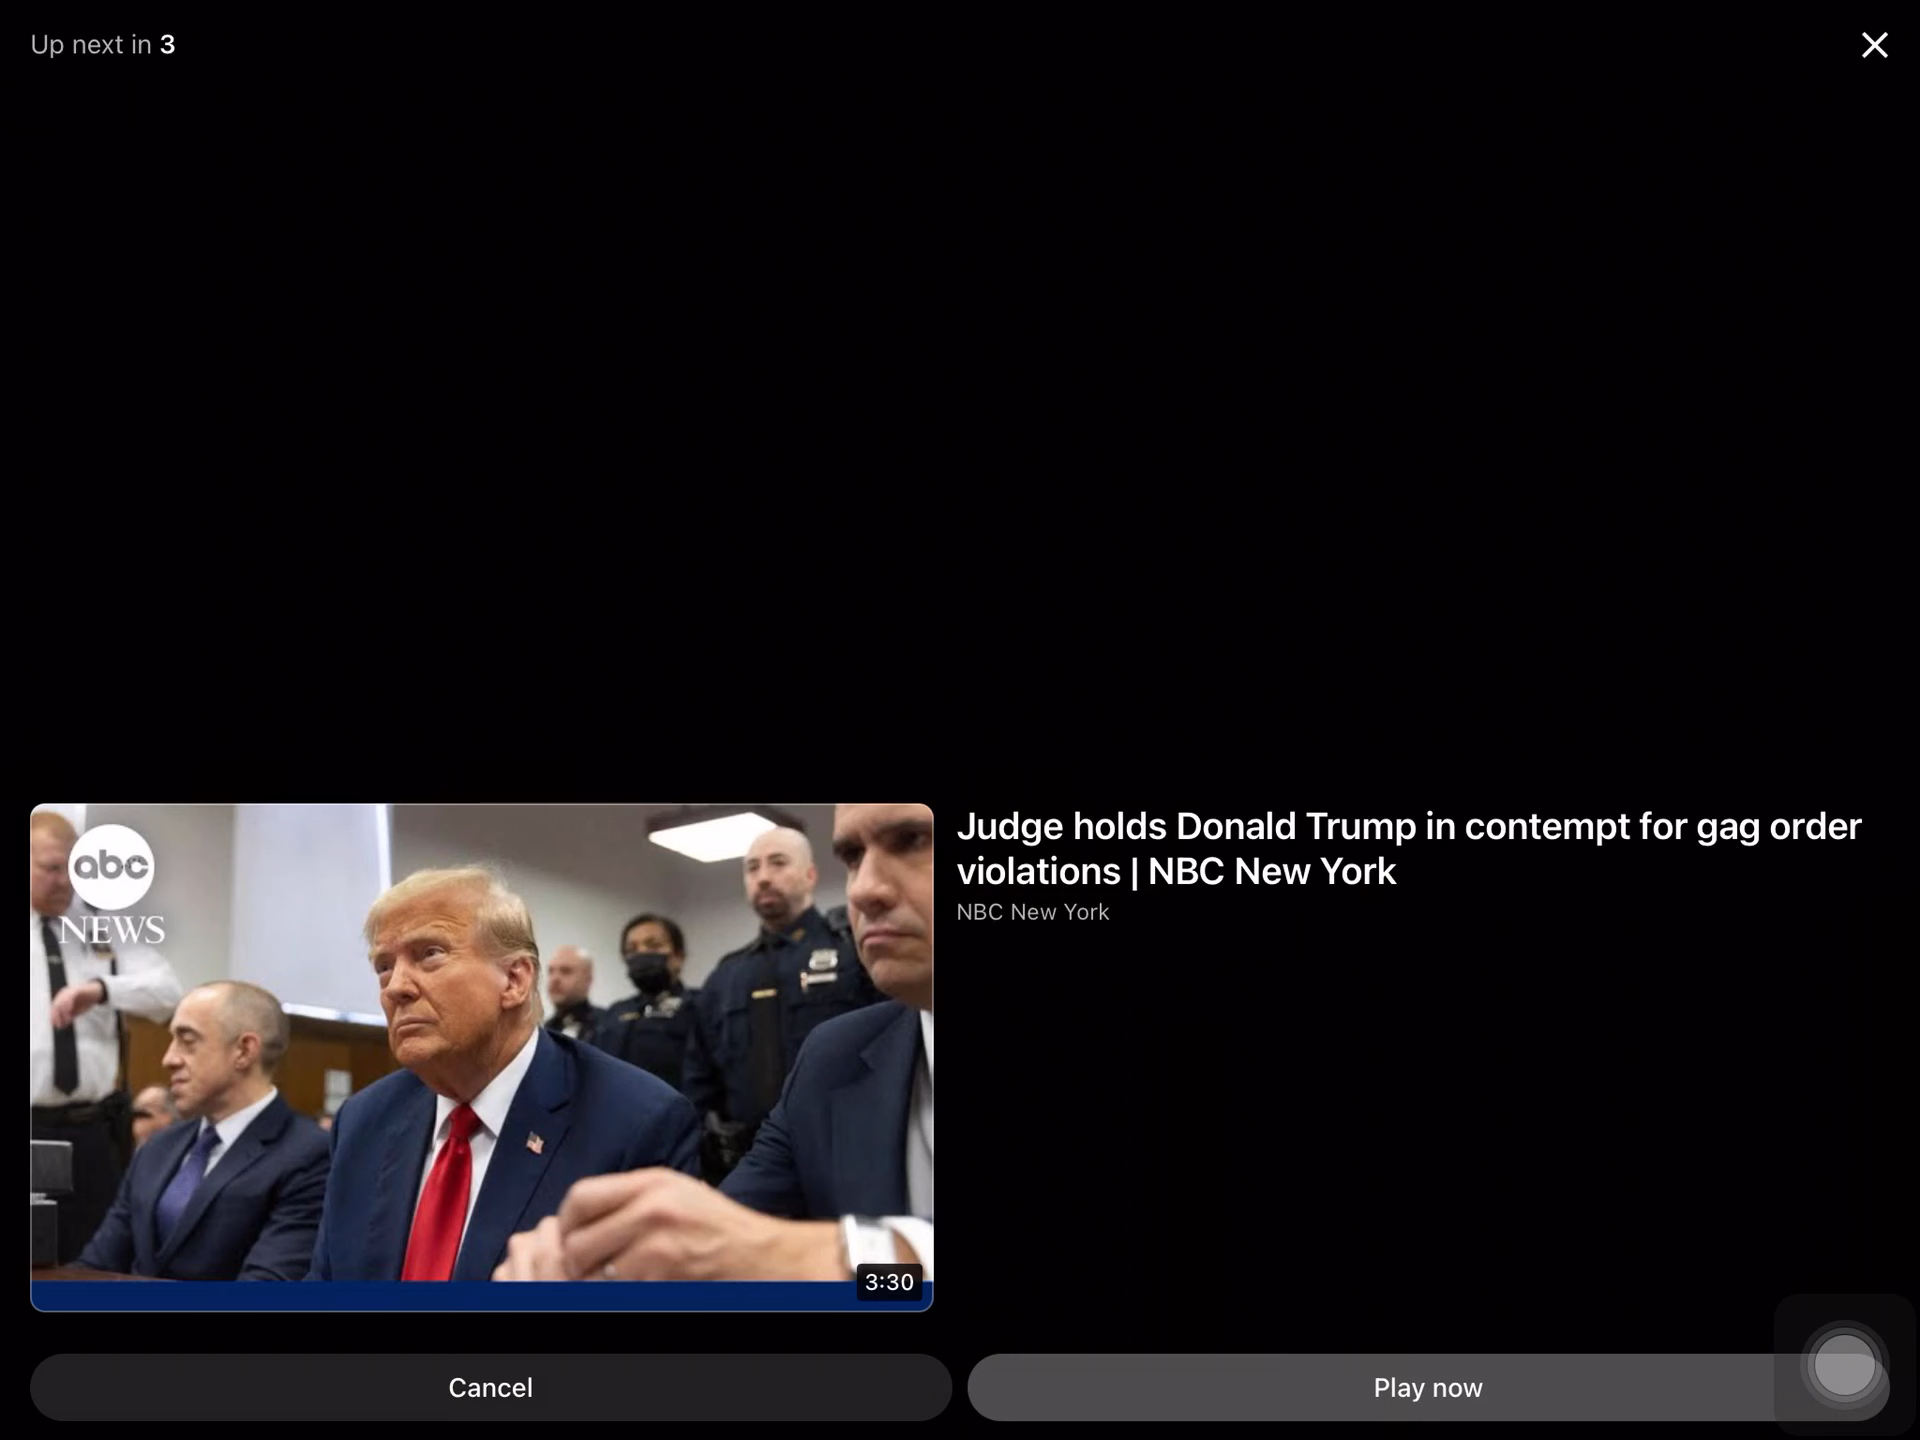 Up next in 3
abc
NEWS
Judge holds Donald Trump in contempt for gag order
violations | NBC New York
NBC New York
3:30
Cancel
Play now